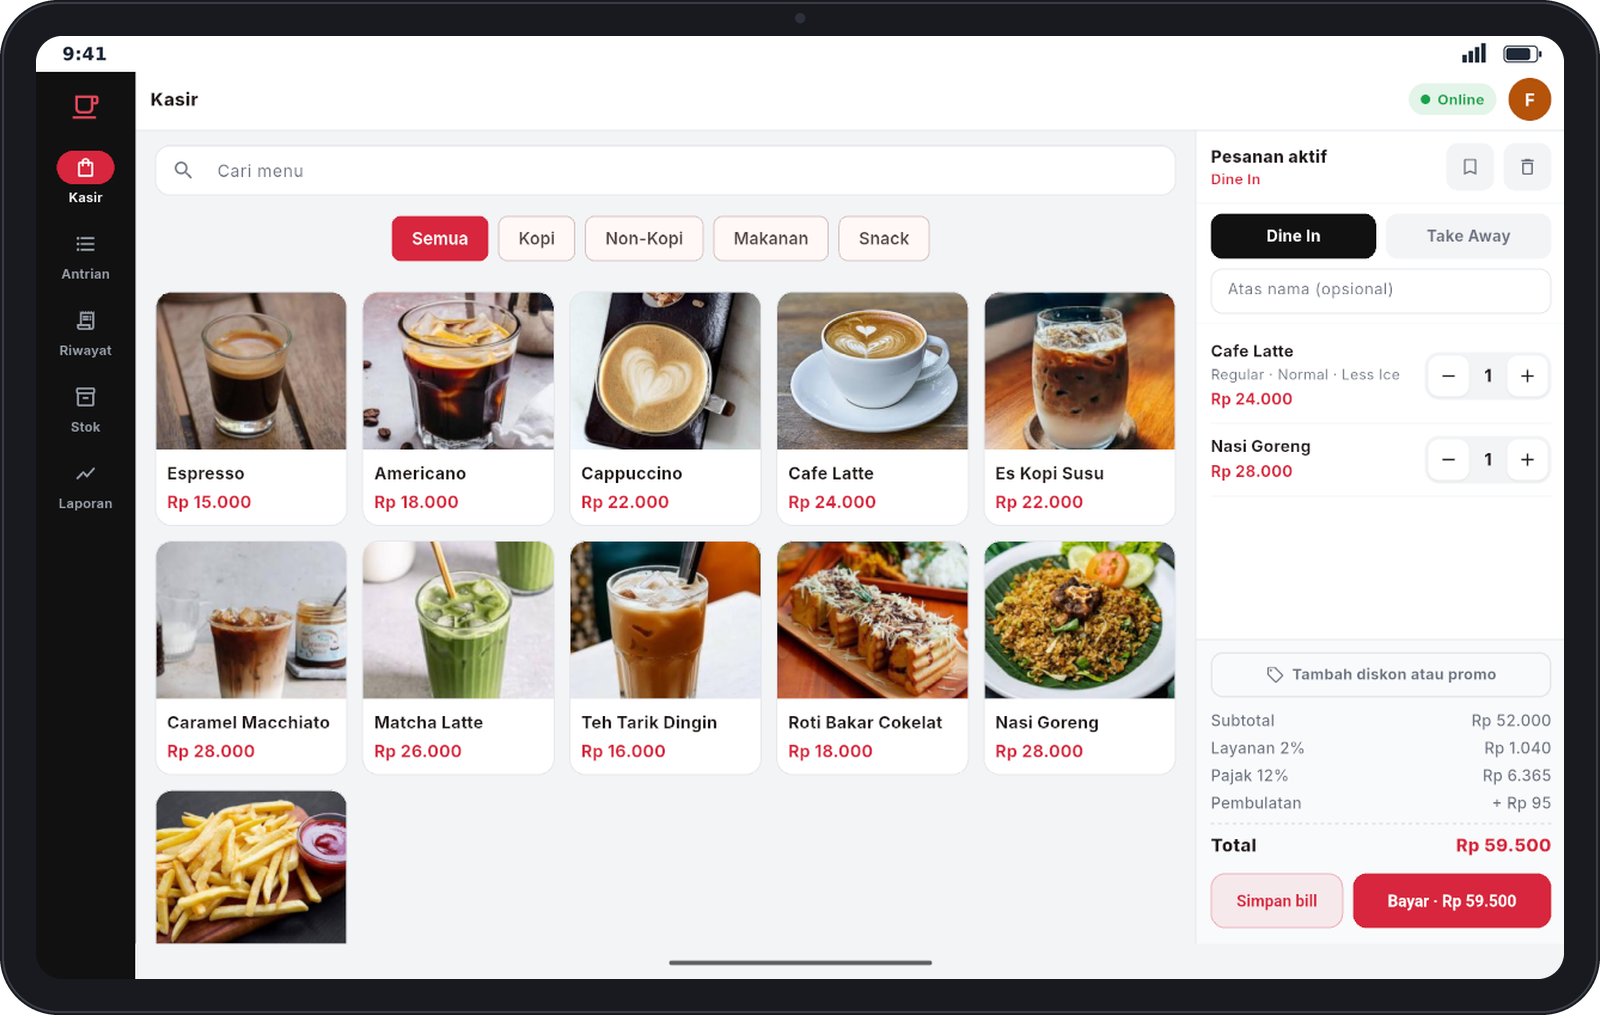 9:41
Kasir
Online
F
Kasir
Antrian
Riwayat
Stok
Laporan
Cari menu
Semua
Kopi
Non-Kopi
Makanan
Snack
Espresso
Rp 15.000
Americano
Rp 18.000
Cappuccino
Rp 22.000
Cafe Latte
Rp 24.000
Es Kopi Susu
Rp 22.000
Caramel Macchiato
Rp 28.000
Matcha Latte
Rp 26.000
Teh Tarik Dingin
Rp 16.000
Roti Bakar Cokelat
Rp 18.000
Nasi Goreng
Rp 28.000
Pesanan aktif
Dine In
Dine In
Take Away
Atas nama (opsional)
Cafe Latte
Regular · Normal · Less Ice
Rp 24.000
− 1 +
Nasi Goreng
Rp 28.000
− 1 +
Tambah diskon atau promo
Subtotal Rp 52.000
Layanan 2% Rp 1.040
Pajak 12% Rp 6.365
Pembulatan + Rp 95
Total Rp 59.500
Simpan bill
Bayar · Rp 59.500